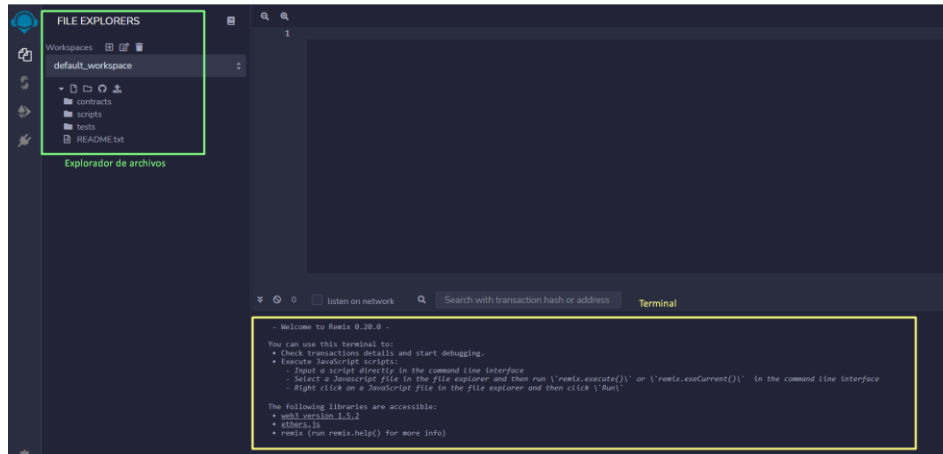 FILE EXPLORERS
Workspaces
default_workspace
contracts
scripts
tests
README.txt
Explorador de archivos
1
0 listen on network Search with transaction hash or address
Terminal
- Welcome to Remix 0.20.0 -
You can use this terminal to:
• Check transactions details and start debugging.
• Execute JavaScript scripts:
- Input a script directly in the command line interface
- Select a Javascript file in the file explorer and then run \`remix.execute()\` or \`remix.exeCurrent()\` in the command line interface
- Right click on a JavaScript file in the file explorer and then click \`Run\`
The following libraries are accessible:
• web3 version 1.5.2
• ethers.js
• remix (run remix.help() for more info)